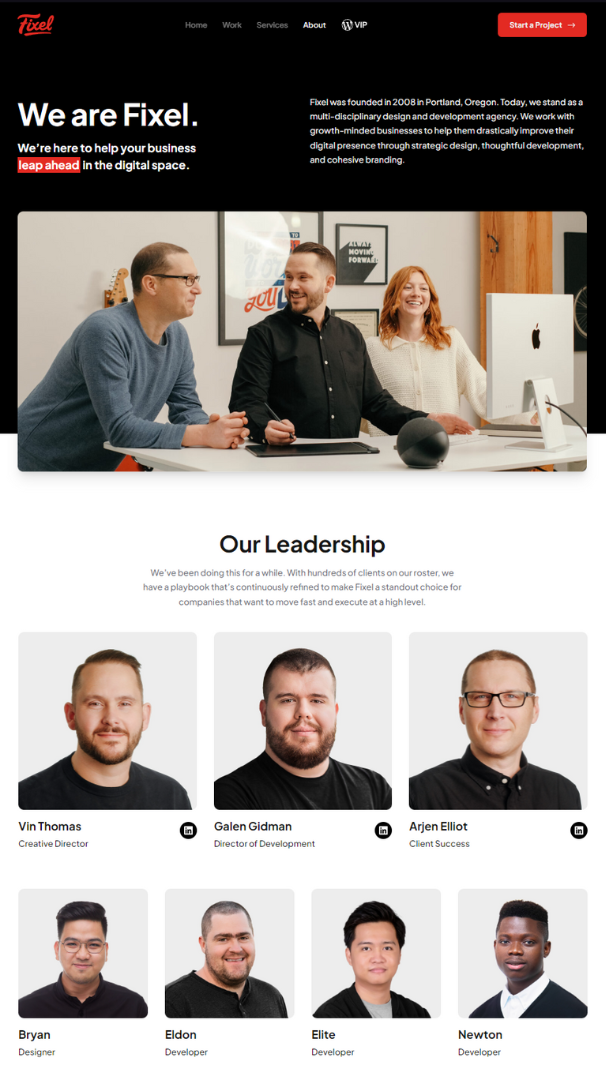 Fixel
Home Work Services About VIP
Start a Project →
We are Fixel.
We're here to help your business
leap ahead in the digital space.
Fixel was founded in 2008 in Portland, Oregon. Today, we stand as a
multi-disciplinary design and development agency. We work with
growth-minded businesses to help them drastically improve their
digital presence through strategic design, thoughtful development,
and cohesive branding.
ALWAYS
MOVING
FORWARD
Our Leadership
We've been doing this for a while. With hundreds of clients on our roster, we
have a playbook that's continuously refined to make Fixel a standout choice for
companies that want to move fast and execute at a high level.
Vin Thomas
Creative Director
in
Galen Gidman
Director of Development
in
Arjen Elliot
Client Success
in
Bryan
Designer
Eldon
Developer
Elite
Developer
Newton
Developer